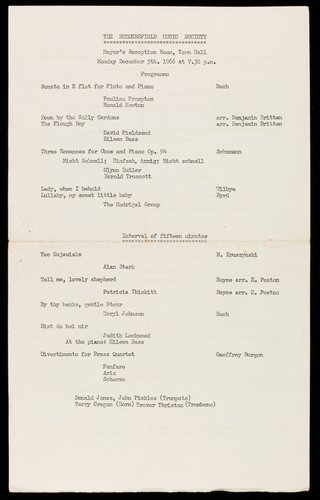 THE HUDDERSFIELD MUSIC SOCIETY
Mayor's Reception Room, Town Hall
Monday December 5th. 1966 at 7.30 p.m.
Programme
Sonata in E flat for Flute and Piano Bach
Pauline Frampton
Ronald Newton
Down by the Sally Gardens arr. Benjamin Britten
The Plough Boy arr. Benjamin Britten
David Fieldsend
Eileen Bass
Three Romances for Oboe and Piano Op. 94 Schumann
Nicht Schnell; Einfach, innig; Nicht schnell
Glynn Butler
Harold Truscott
Lady, when I behold Wilbye
Lullaby, my sweet little baby Byrd
The Madrigal Group
Interval of fifteen minutes
Two Kujawiaks N. Kruszynski
Alan Stark
Tell me, lovely shepherd Boyce arr. E. Poston
Patricia Thickitt Boyce arr. E. Poston
By thy banks, gentle Stour
Beryl Johnson Bach
Bist du bei mir
Judith Lockwood
At the piano: Eileen Bass
Divertimento for Brass Quartet Geoffrey Burgon
Fanfare
Aria
Scherzo
Donald Jones, John Pickles (Trumpets)
Terry Cregan (Horn) Trevor Thristan (Trombone)